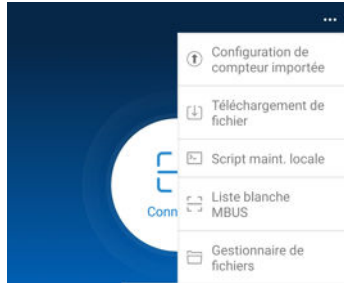 Configuration de
compteur importée
Téléchargement de
fichier
Script maint. locale
Liste blanche
MBUS
Conn
Gestionnaire de
fichiers